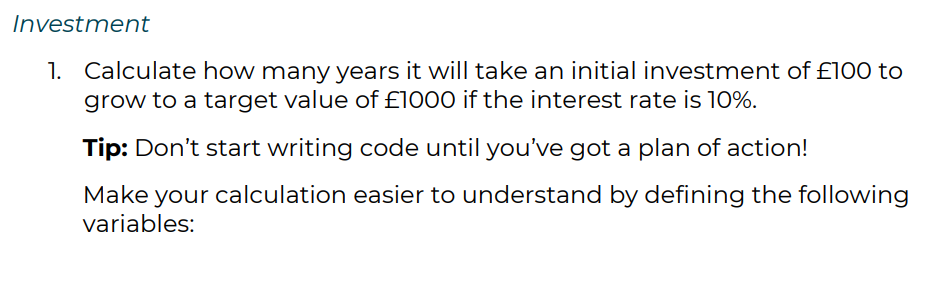 Investment
1. Calculate how many years it will take an initial investment of £100 to
grow to a target value of £1000 if the interest rate is 10%.
Tip: Don't start writing code until you've got a plan of action!
Make your calculation easier to understand by defining the following
variables: